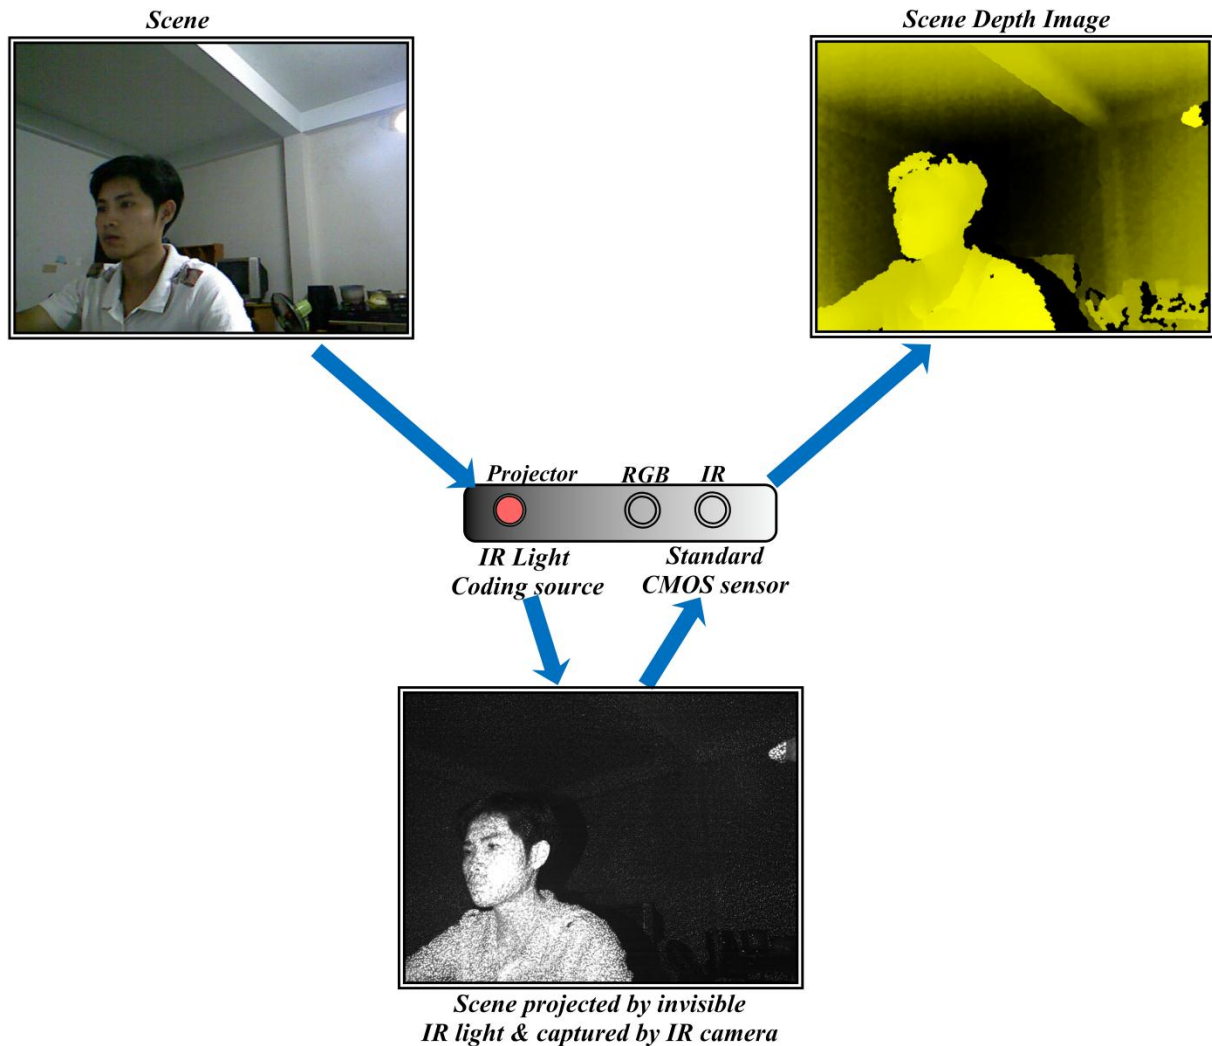 Scene
Scene Depth Image
Projector
RGB
IR
IR Light
Coding source
Standard
CMOS sensor
Scene projected by invisible
IR light & captured by IR camera